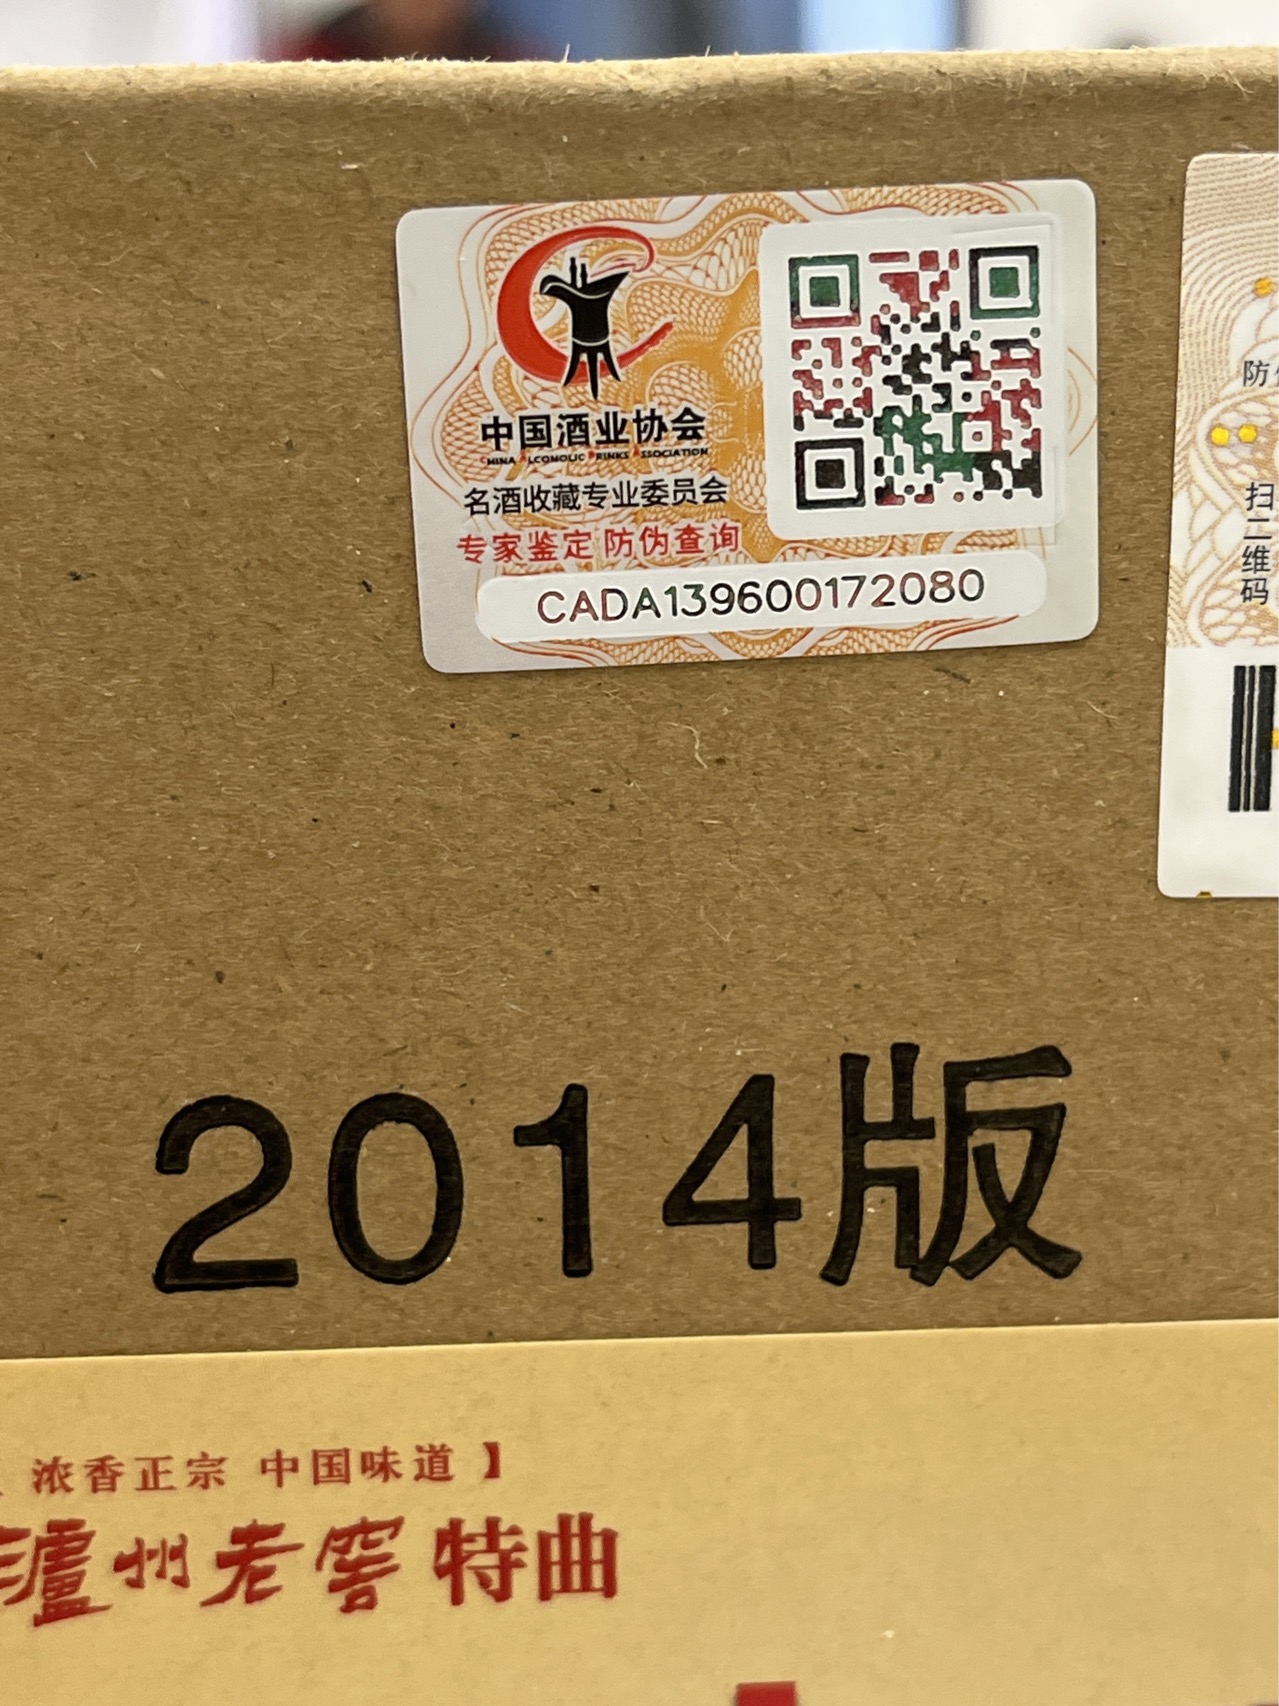 中国酒业协会
CHINA ALCOHOLIC DRINKS ASSOCIATION
名酒收藏专业委员会
专家鉴定 防伪查询
CADA139600172080
防
扫二维码
2014版
浓香正宗 中国味道 】
泸州老窖 特曲